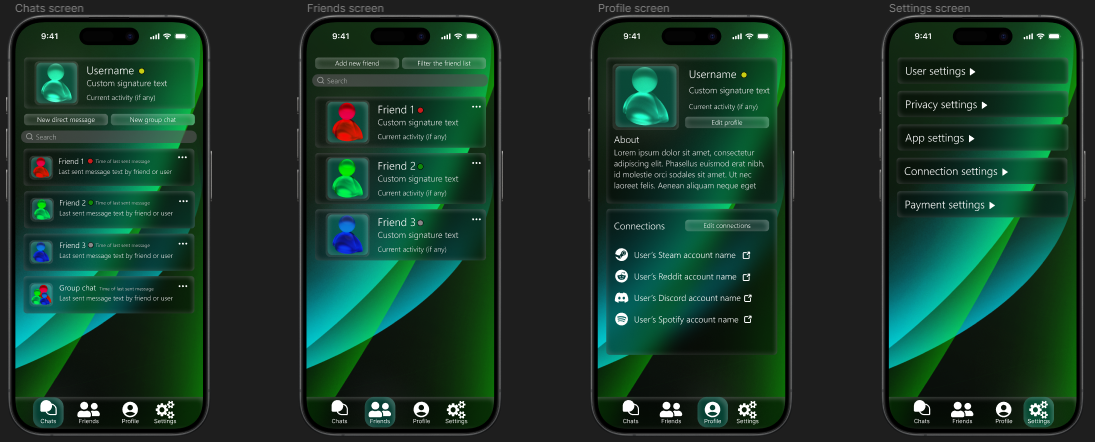 Chats screen
9:41
Username
Custom signature text
Current activity (if any)
New direct message
New group chat
Search
Friend 1 Time of last sent message
Last sent message text by friend or user
Friend 2 Time of last sent message
Last sent message text by friend or user
Friend 3 Time of last sent message
Last sent message text by friend or user
Group chat Time of last sent message
Last sent message text by friend or user
Chats Friends Profile Settings
Friends screen
9:41
Add new friend
Filter the friend list
Search
Friend 1
Custom signature text
Current activity (if any)
Friend 2
Custom signature text
Current activity (if any)
Friend 3
Custom signature text
Current activity (if any)
Chats Friends Profile Settings
Profile screen
9:41
Username
Custom signature text
Current activity (if any)
Edit profile
About
Lorem ipsum dolor sit amet, consectetur
adipiscing elit. Phasellus euismod erat nibh,
id molestie orci sodales sit amet. Ut nec
laoreet felis. Aenean aliquam neque eget
Connections
Edit connections
User's Steam account name
User's Reddit account name
User's Discord account name
User's Spotify account name
Chats Friends Profile Settings
Settings screen
9:41
User settings
Privacy settings
App settings
Connection settings
Payment settings
Chats Friends Profile Settings